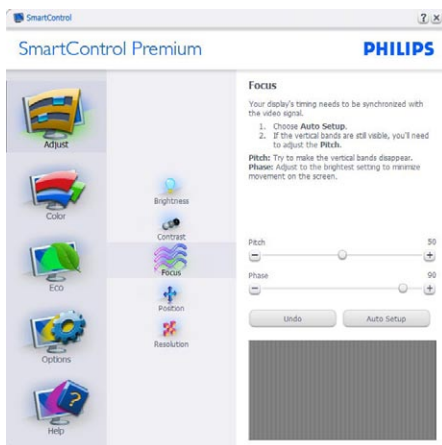 SmartControl
SmartControl Premium
PHILIPS
Adjust
Color
Eco
Options
Help
Brightness
Contrast
Focus
Position
Resolution
Focus
Your display's timing needs to be synchronized with
the video signal.
1. Choose Auto Setup.
2. If the vertical bands are still visible, you'll need
to adjust the Pitch.
Pitch: Try to make the vertical bands disappear.
Phase: Adjust to the brightest setting to minimize
movement on the screen.
Pitch 50
Phase 90
Undo Auto Setup